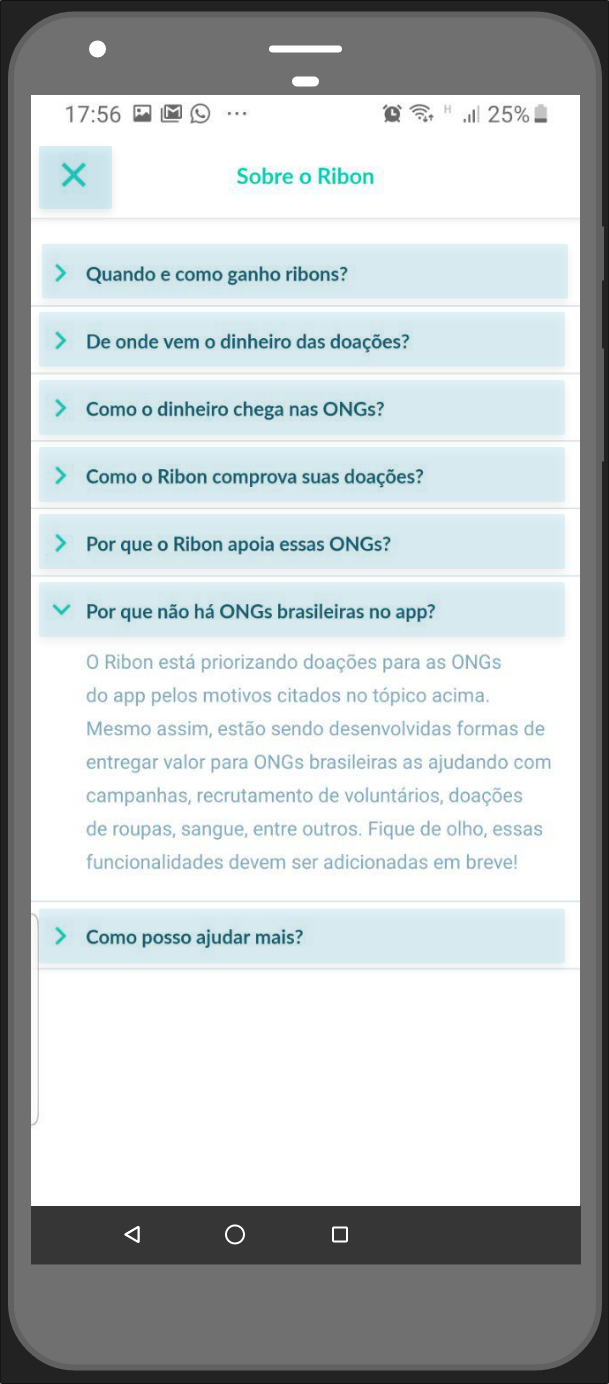 17:56 ... H 25%
Sobre o Ribon
Quando e como ganho ribons?
De onde vem o dinheiro das doações?
Como o dinheiro chega nas ONGs?
Como o Ribon comprova suas doações?
Por que o Ribon apoia essas ONGs?
Por que não há ONGs brasileiras no app?
O Ribon está priorizando doações para as ONGs
do app pelos motivos citados no tópico acima.
Mesmo assim, estão sendo desenvolvidas formas de
entregar valor para ONGs brasileiras as ajudando com
campanhas, recrutamento de voluntários, doações
de roupas, sangue, entre outros. Fique de olho, essas
funcionalidades devem ser adicionadas em breve!
Como posso ajudar mais?